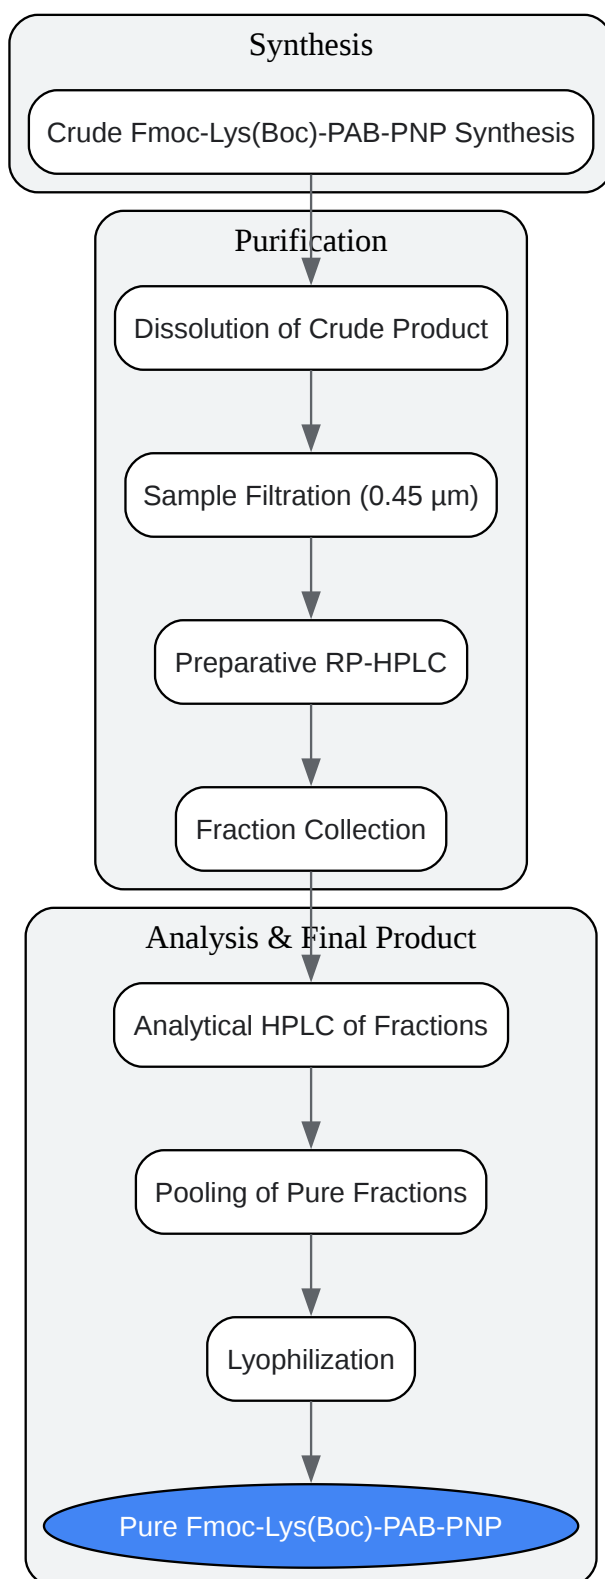 Synthesis
Crude Fmoc-Lys(Boc)-PAB-PNP Synthesis
Purification
Dissolution of Crude Product
Sample Filtration (0.45 µm)
Preparative RP-HPLC
Fraction Collection
Analysis & Final Product
Analytical HPLC of Fractions
Pooling of Pure Fractions
Lyophilization
Pure Fmoc-Lys(Boc)-PAB-PNP